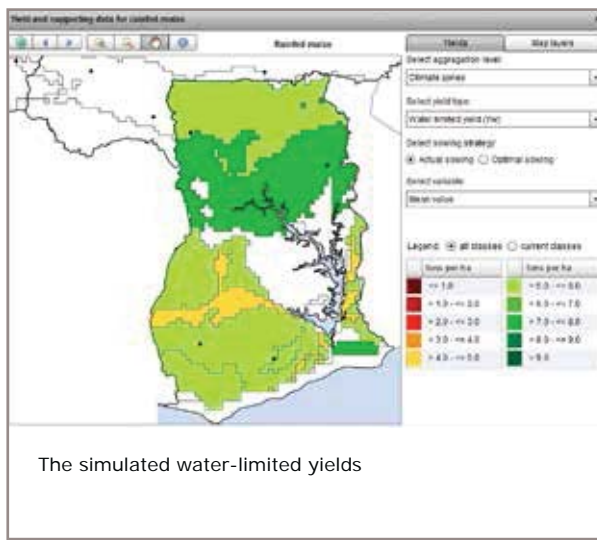 Yield and supporting data for rainfed maize
Rainfed maize
Yields
Map layers
Select aggregation level:
Climate zones
Select yield type:
Water limited yield (Yw)
Select sowing strategy:
Actual sowing
Optimal sowing
Select variable:
Mean value
Legend:
all classes
current classes
tons per ha
tons per ha
<= 1.0
> 5.0 - <= 6.0
> 1.0 - <= 2.0
> 6.0 - <= 7.0
> 2.0 - <= 3.0
> 7.0 - <= 8.0
> 3.0 - <= 4.0
> 8.0 - <= 9.0
> 4.0 - <= 5.0
> 9.0
The simulated water-limited yields